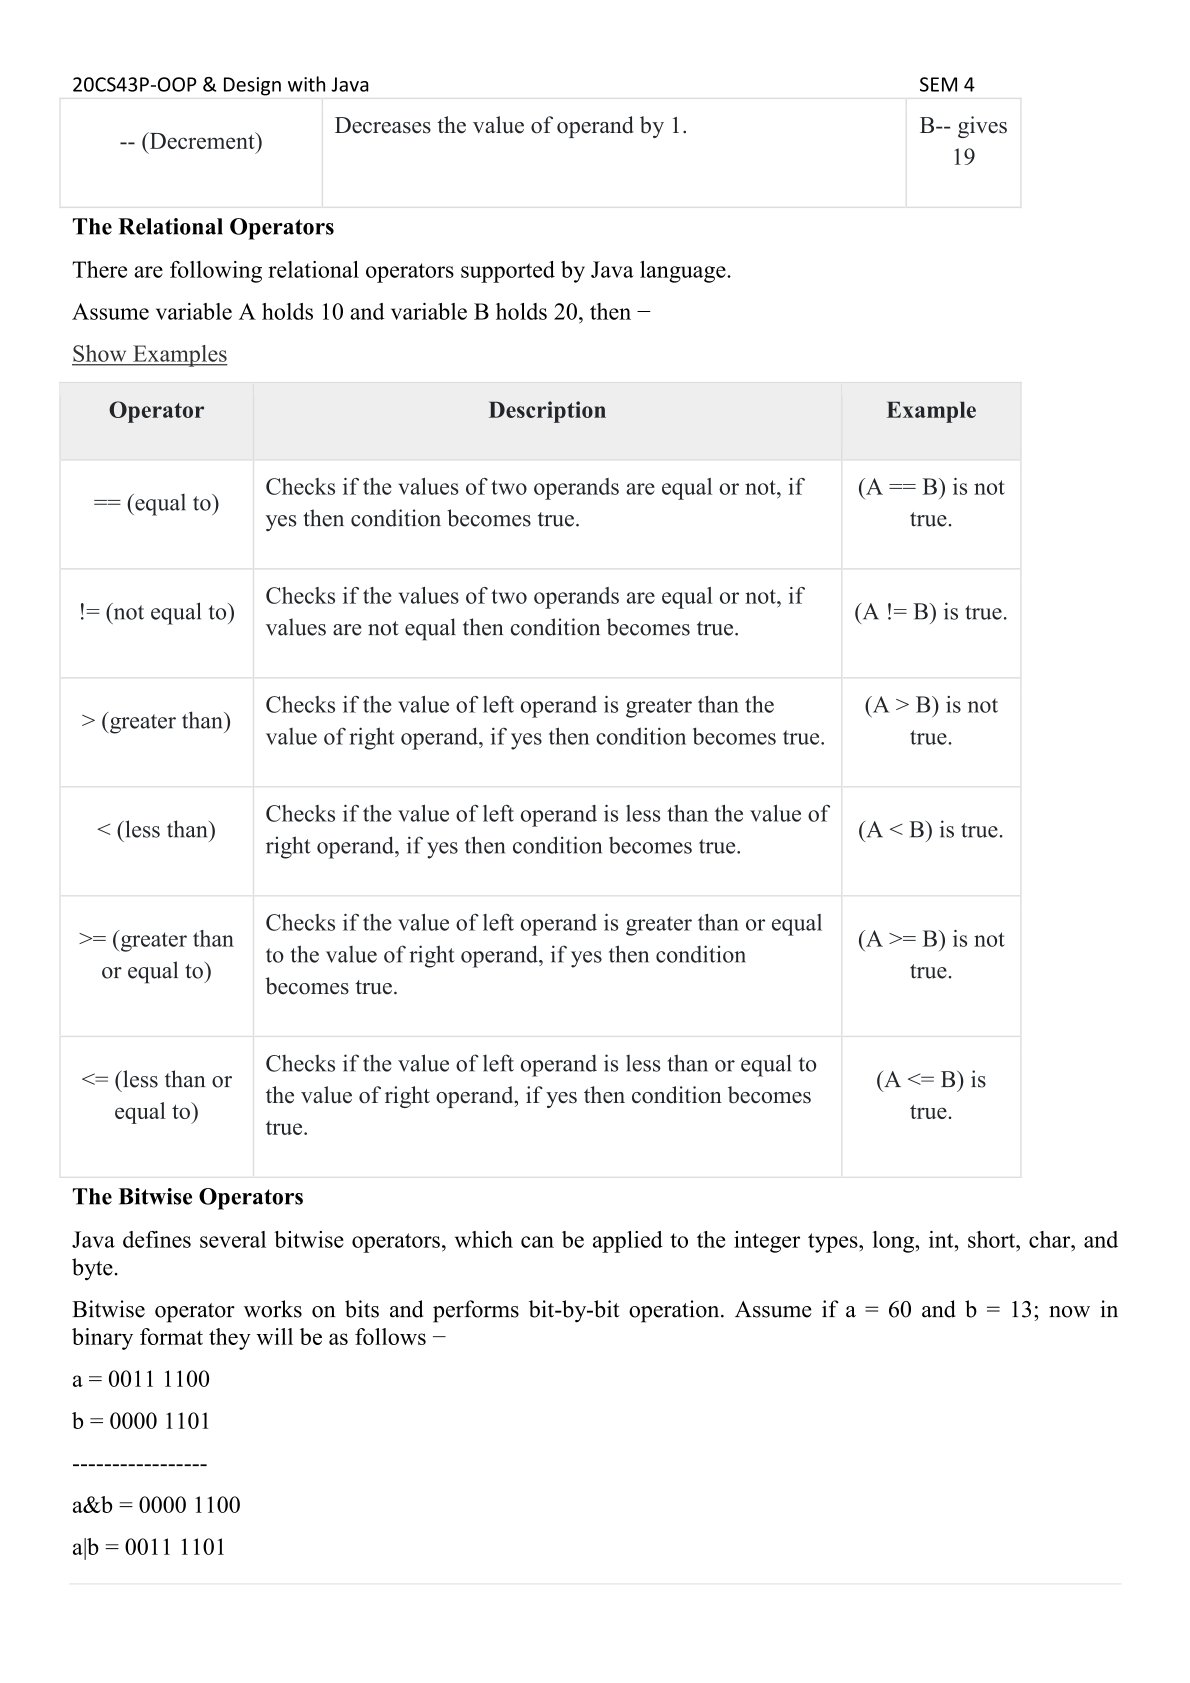 20CS43P-OOP & Design with Java SEM 4
-- (Decrement)
Decreases the value of operand by 1.
B-- gives
19
The Relational Operators
There are following relational operators supported by Java language.
Assume variable A holds 10 and variable B holds 20, then −
Show Examples
Operator Description Example
== (equal to)
Checks if the values of two operands are equal or not, if
yes then condition becomes true.
(A == B) is not
true.
!= (not equal to)
Checks if the values of two operands are equal or not, if
values are not equal then condition becomes true.
(A != B) is true.
> (greater than)
Checks if the value of left operand is greater than the
value of right operand, if yes then condition becomes true.
(A > B) is not
true.
< (less than)
Checks if the value of left operand is less than the value of
right operand, if yes then condition becomes true.
(A < B) is true.
>= (greater than
or equal to)
Checks if the value of left operand is greater than or equal
to the value of right operand, if yes then condition
becomes true.
(A >= B) is not
true.
<= (less than or
equal to)
Checks if the value of left operand is less than or equal to
the value of right operand, if yes then condition becomes
true.
(A <= B) is
true.
The Bitwise Operators
Java defines several bitwise operators, which can be applied to the integer types, long, int, short, char, and
byte.
Bitwise operator works on bits and performs bit-by-bit operation. Assume if a = 60 and b = 13; now in
binary format they will be as follows −
a = 0011 1100
b = 0000 1101
-----------------
a&b = 0000 1100
a|b = 0011 1101